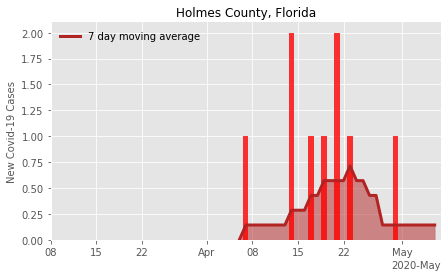 Holmes County, Florida
7 day moving average
New Covid-19 Cases
2.00
1.75
1.50
1.25
1.00
0.75
0.50
0.25
0.00
08
15
22
Apr
08
15
22
May
2020-May